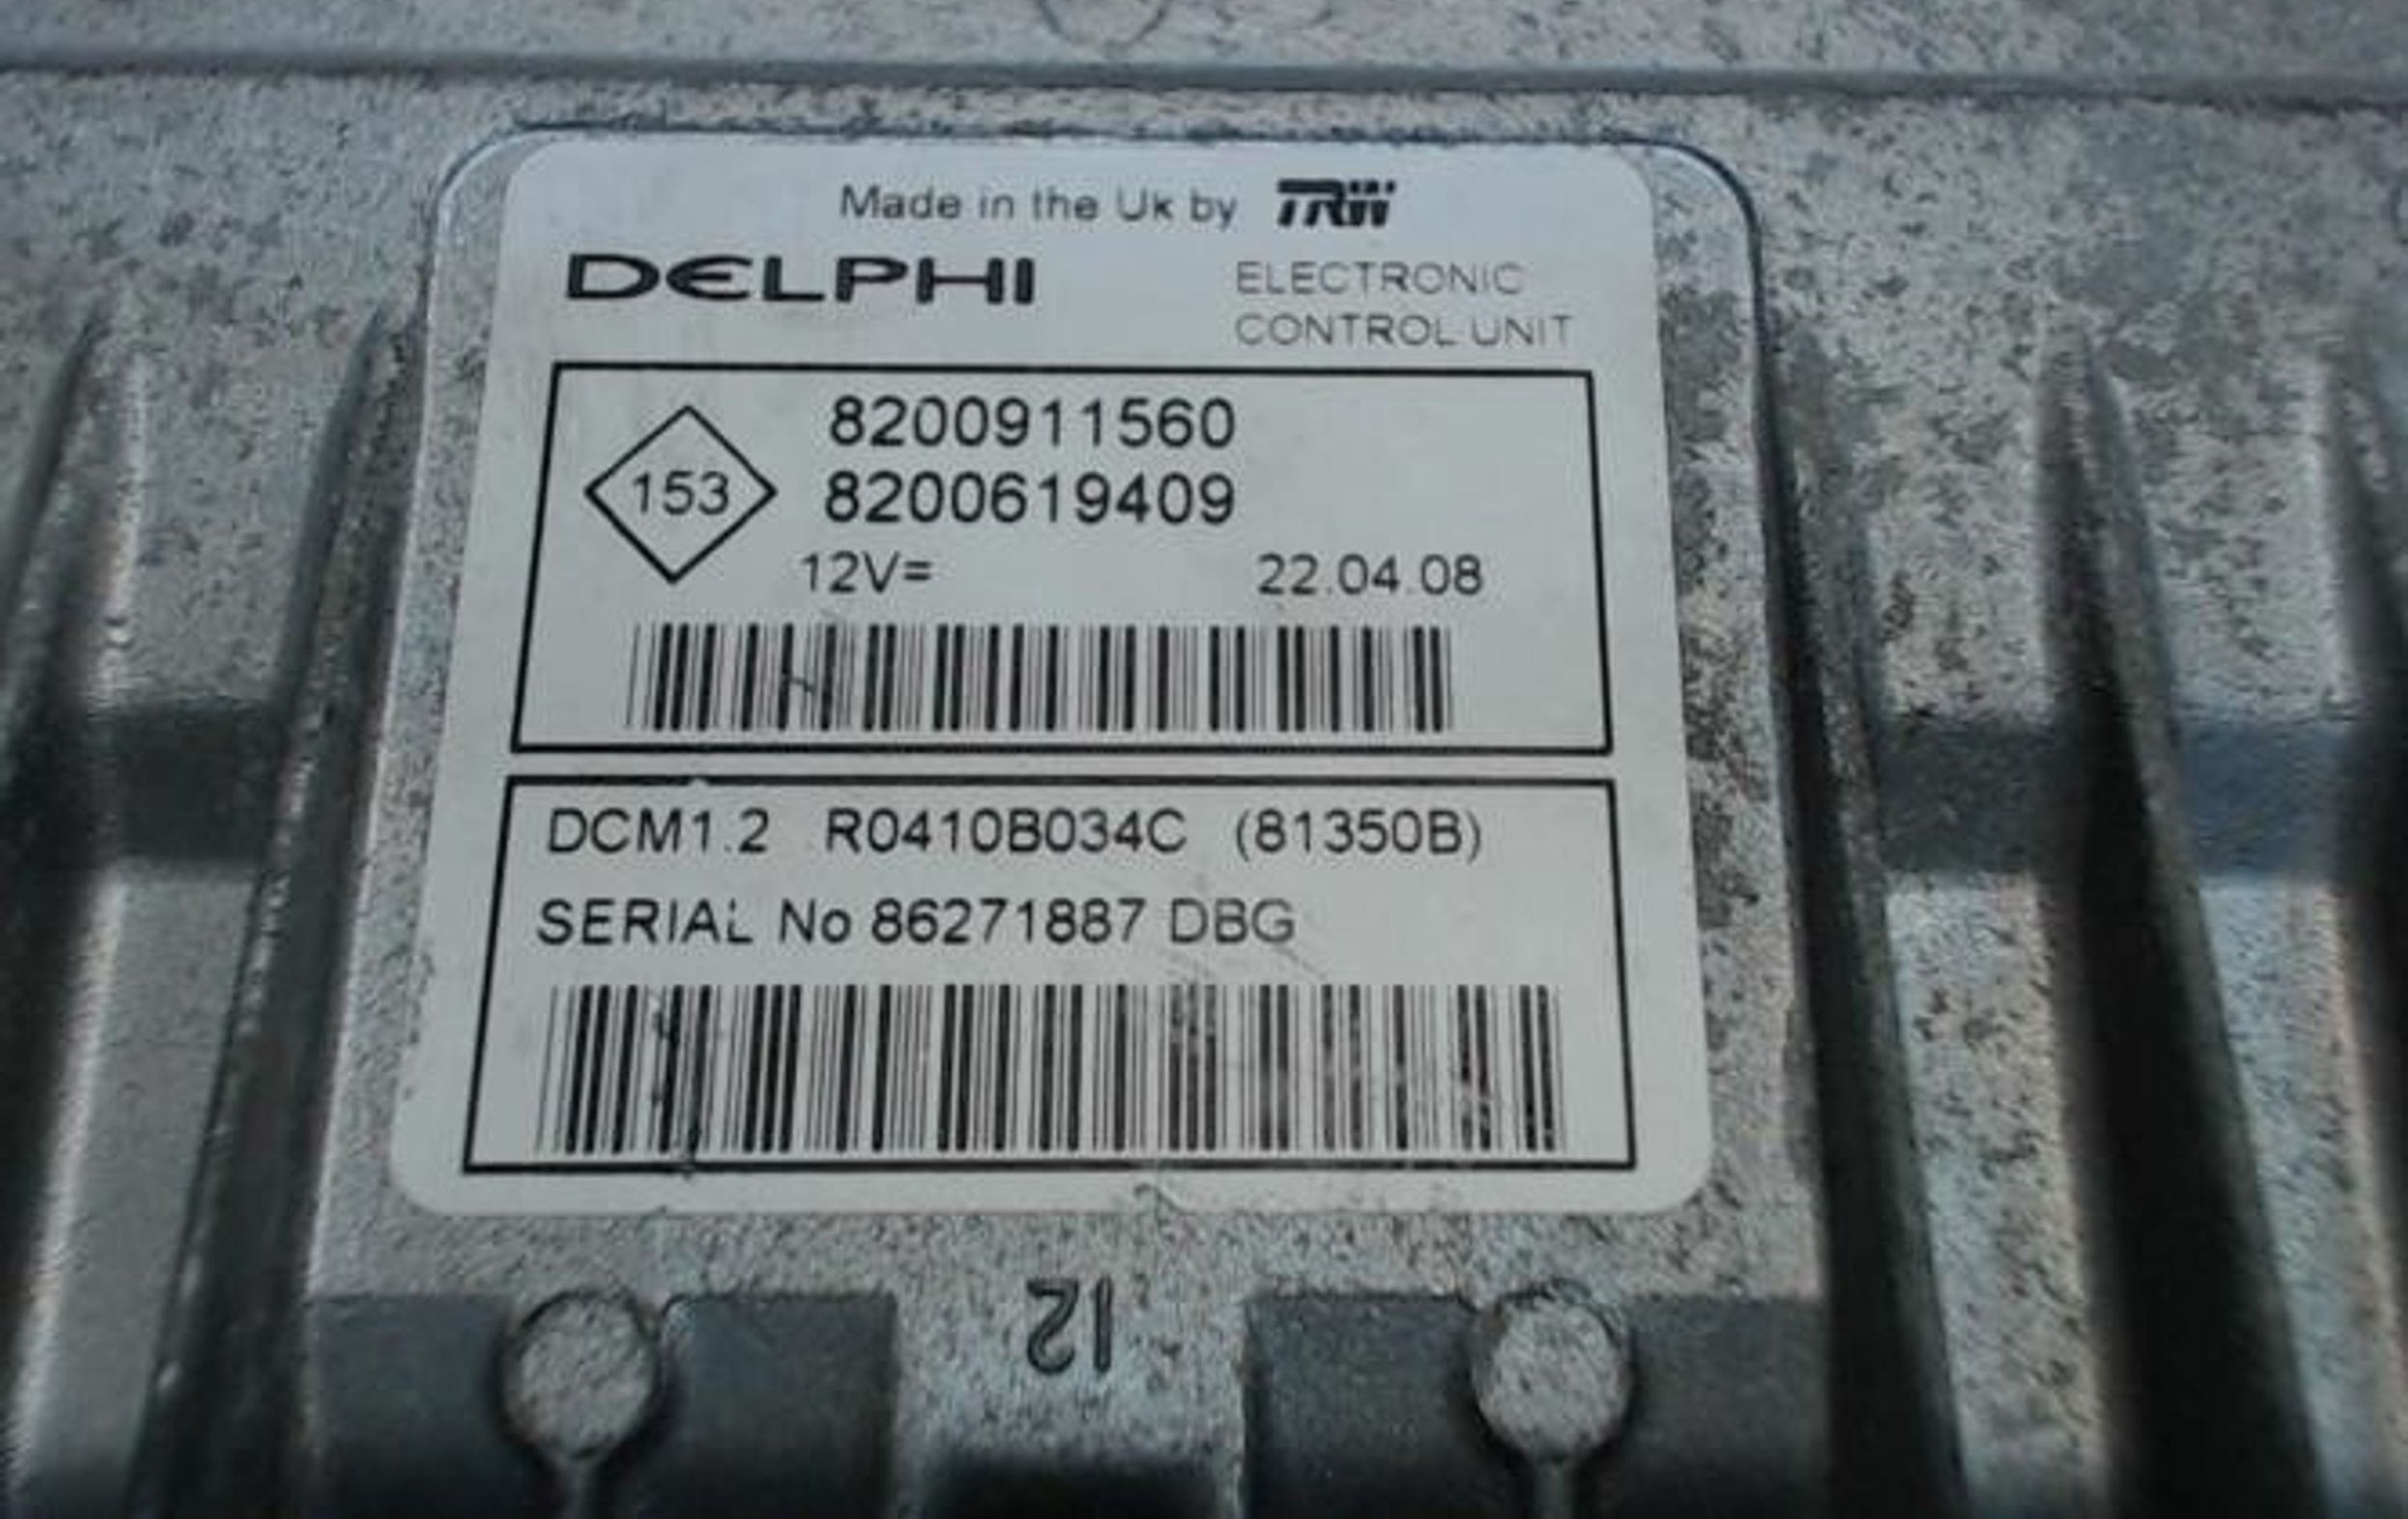 Made in the Uk by TRW
DELPHI
ELECTRONIC
CONTROL UNIT
8200911560
153
8200619409
12V= 22.04.08
DCM1.2 R0410B034C (81350B)
SERIAL No 86271887 DBG
12